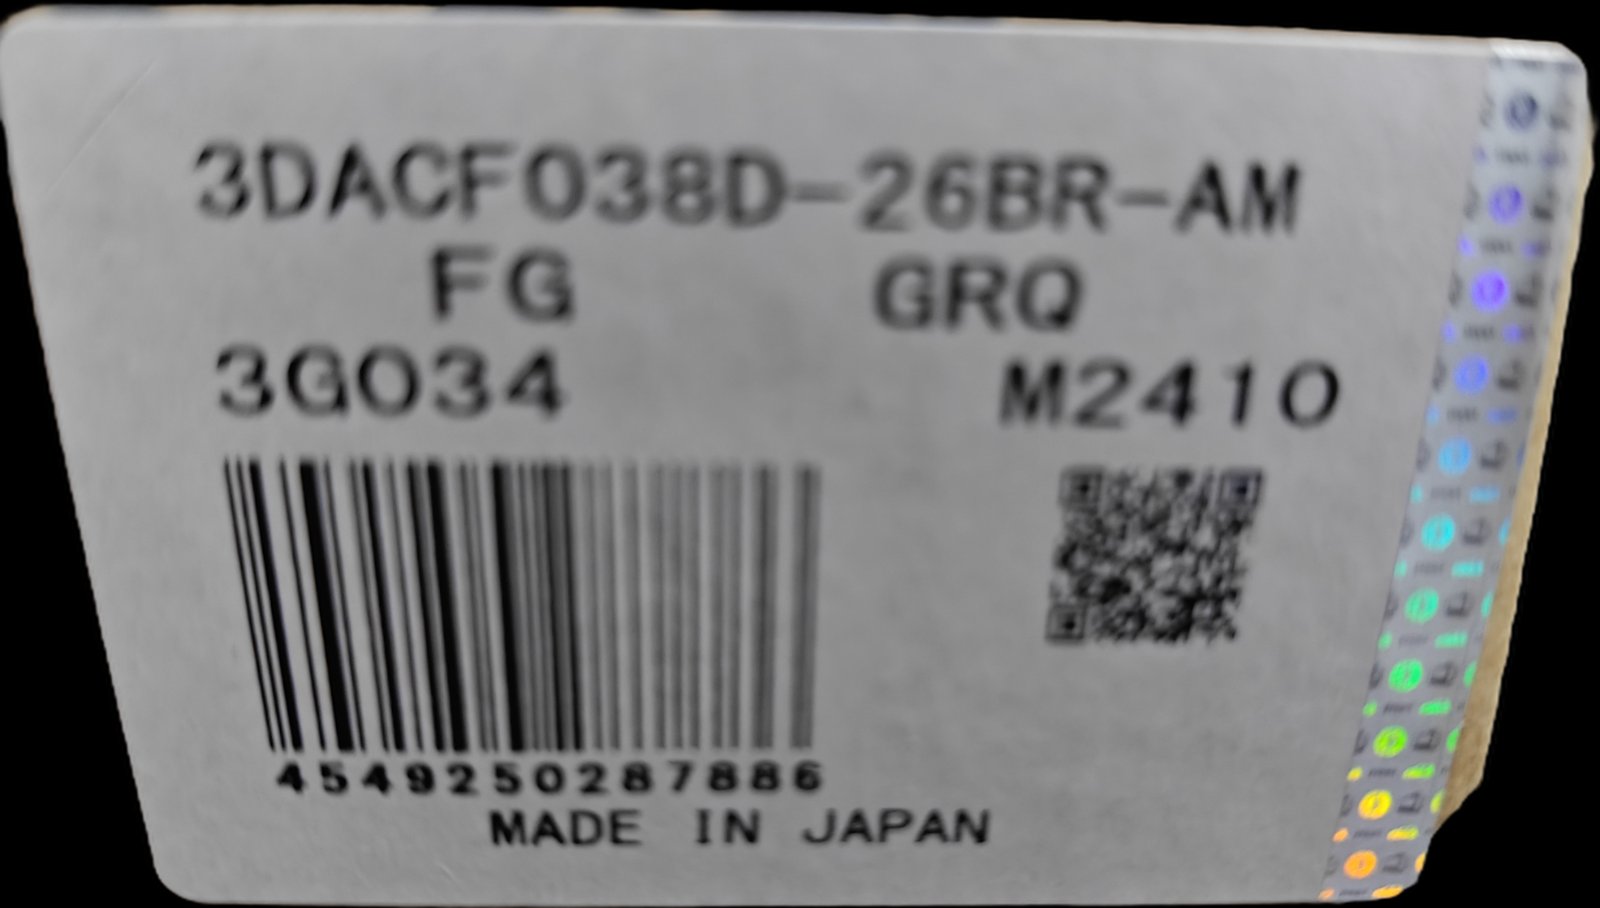 3DACF038D-26BR-AM
FG GRQ
3G034 M2410
4549250287886
MADE IN JAPAN